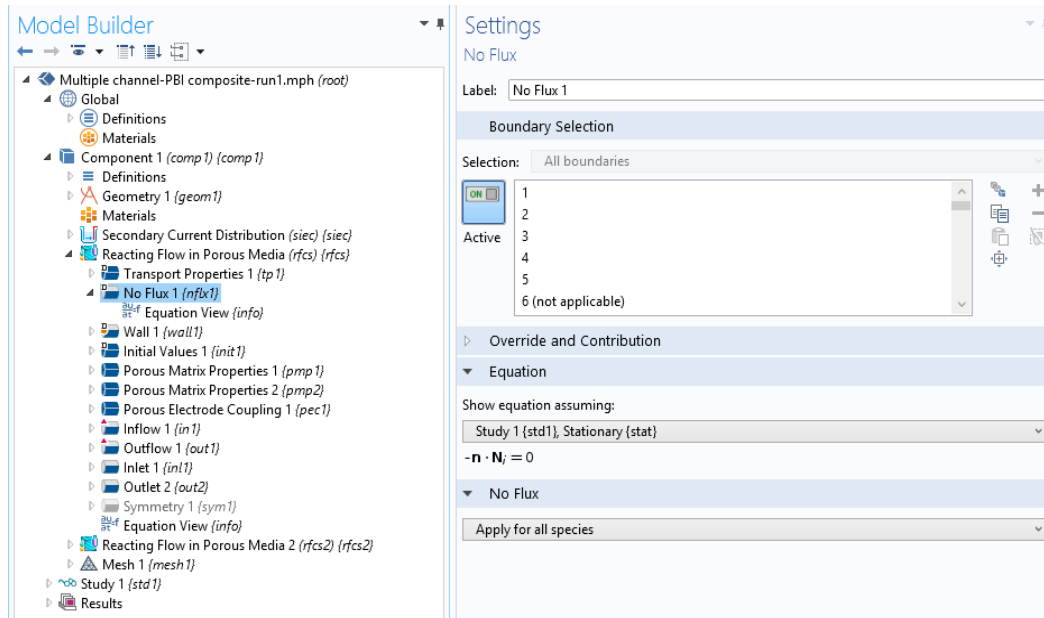 Model Builder
Multiple channel-PBI composite-run1.mph (root)
Global
Definitions
Materials
Component 1 (comp1) {comp1}
Definitions
Geometry 1 {geom1}
Materials
Secondary Current Distribution (siec) {siec}
Reacting Flow in Porous Media (rfcs) {rfcs}
Transport Properties 1 {tp1}
No Flux 1 {nflx1}
Equation View {info}
Wall 1 {wall1}
Initial Values 1 {init1}
Porous Matrix Properties 1 {pmp1}
Porous Matrix Properties 2 {pmp2}
Porous Electrode Coupling 1 {pec1}
Inflow 1 {in1}
Outflow 1 {out1}
Inlet 1 {inl1}
Outlet 2 {out2}
Symmetry 1 {sym1}
Equation View {info}
Reacting Flow in Porous Media 2 (rfcs2) {rfcs2}
Mesh 1 {mesh1}
Study 1 {std1}
Results
Settings
No Flux
Label: No Flux 1
Boundary Selection
Selection: All boundaries
ON
Active
1
2
3
4
5
6 (not applicable)
Override and Contribution
Equation
Show equation assuming:
Study 1 {std1}, Stationary {stat}
-n · Nᵢ = 0
No Flux
Apply for all species